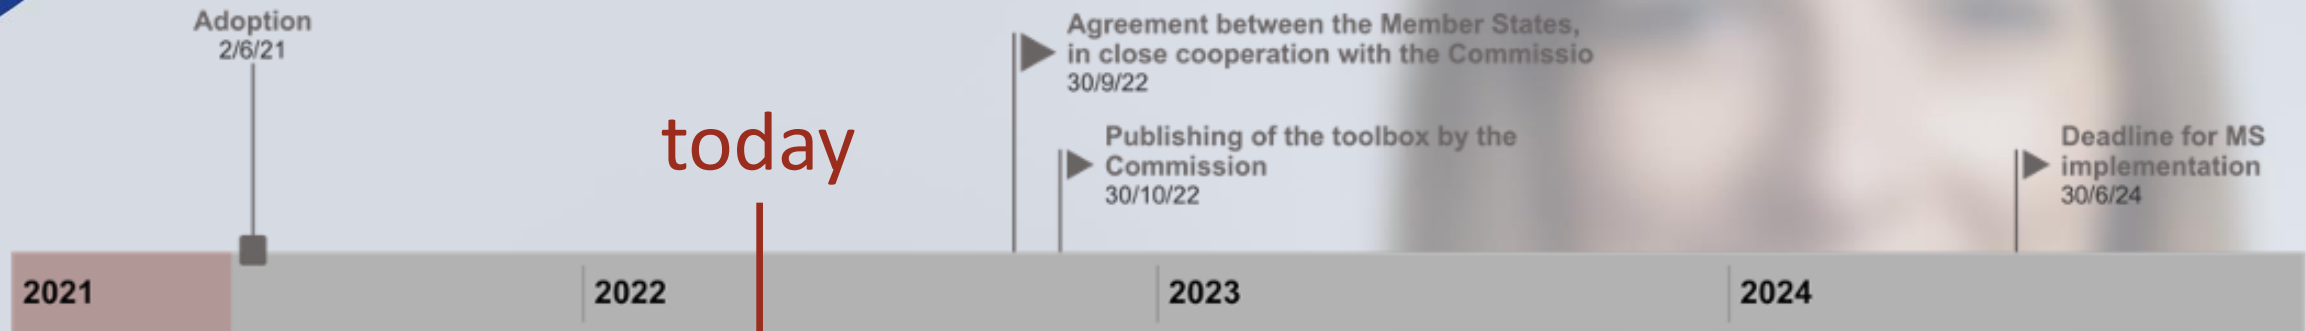 Adoption
2/6/21
today
Agreement between the Member States,
in close cooperation with the Commissio
30/9/22
Publishing of the toolbox by the
Commission
30/10/22
Deadline for MS
implementation
30/6/24
2021
2022
2023
2024